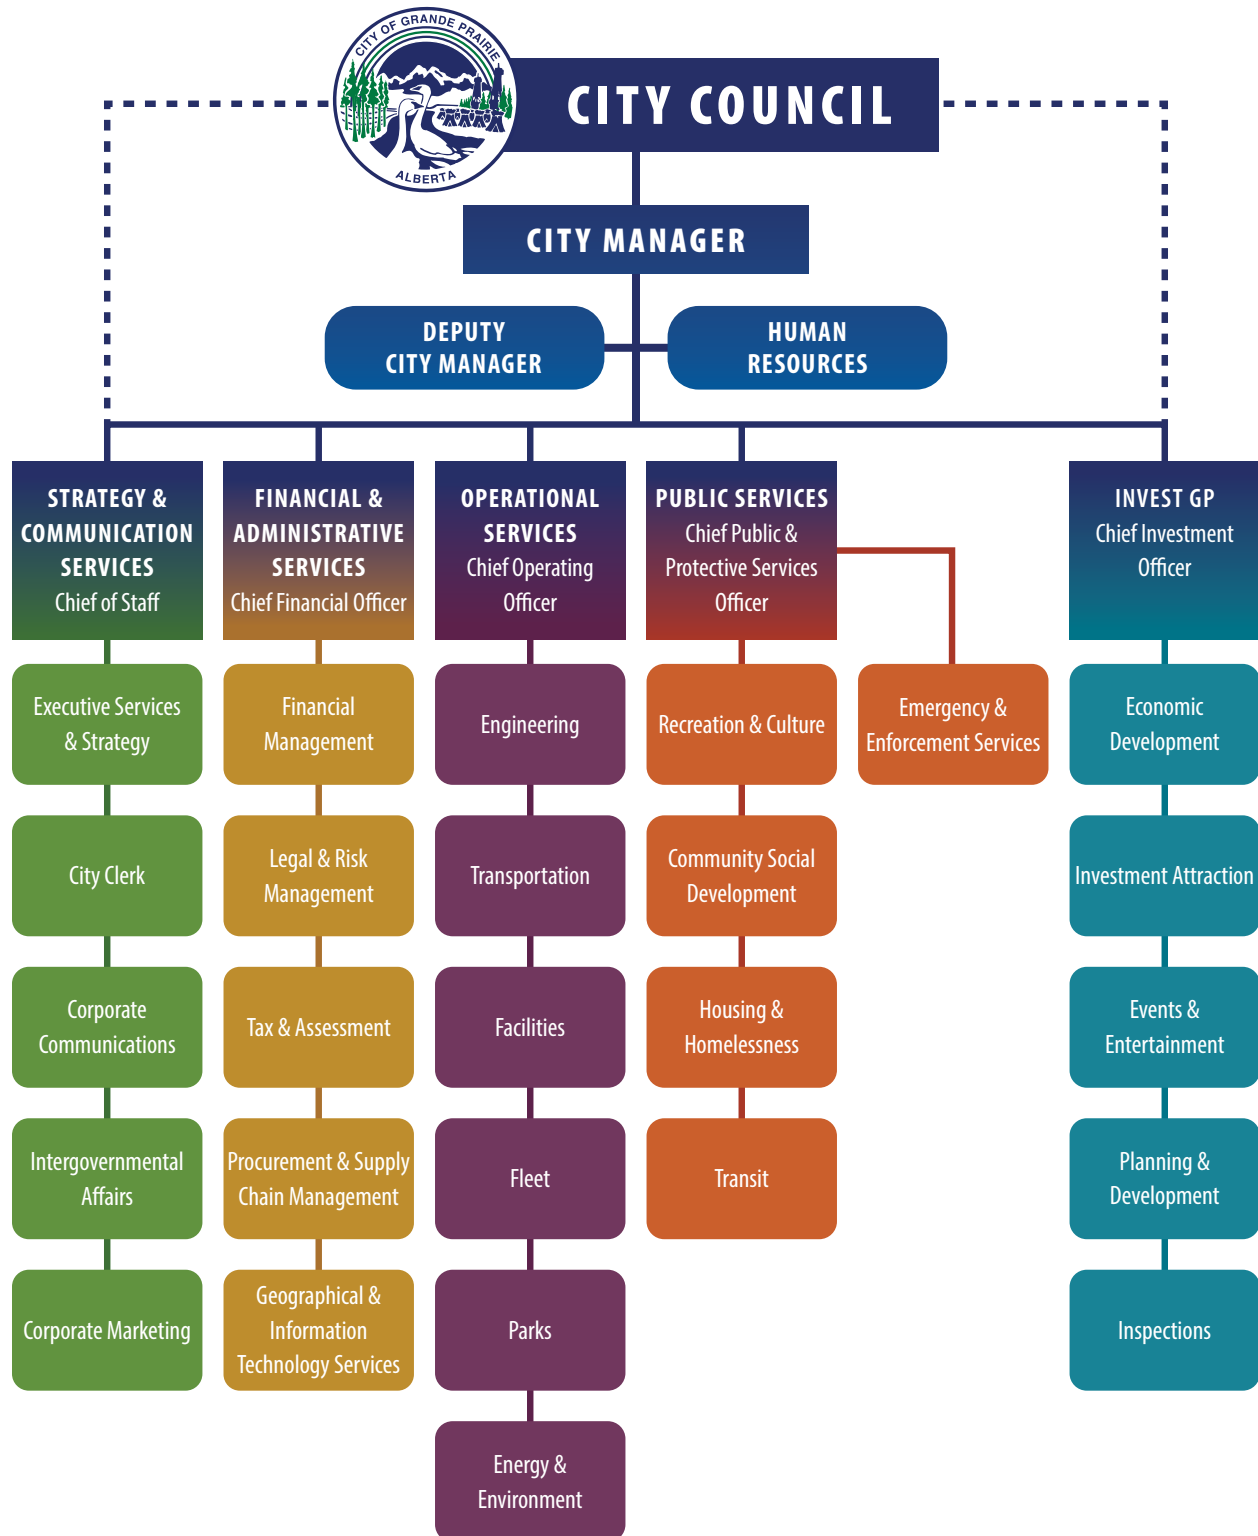 CITY OF GRANDE PRAIRIE
ALBERTA
CITY COUNCIL
CITY MANAGER
DEPUTY
CITY MANAGER
HUMAN
RESOURCES
STRATEGY &
COMMUNICATION
SERVICES
Chief of Staff
Executive Services
& Strategy
City Clerk
Corporate
Communications
Intergovernmental
Affairs
Corporate Marketing
FINANCIAL &
ADMINISTRATIVE
SERVICES
Chief Financial Officer
Financial
Management
Legal & Risk
Management
Tax & Assessment
Procurement & Supply
Chain Management
Geographical &
Information
Technology Services
OPERATIONAL
SERVICES
Chief Operating
Officer
Engineering
Transportation
Facilities
Fleet
Parks
Energy &
Environment
PUBLIC SERVICES
Chief Public &
Protective Services
Officer
Recreation & Culture
Community Social
Development
Housing &
Homelessness
Transit
Emergency &
Enforcement Services
INVEST GP
Chief Investment
Officer
Economic
Development
Investment Attraction
Events &
Entertainment
Planning &
Development
Inspections